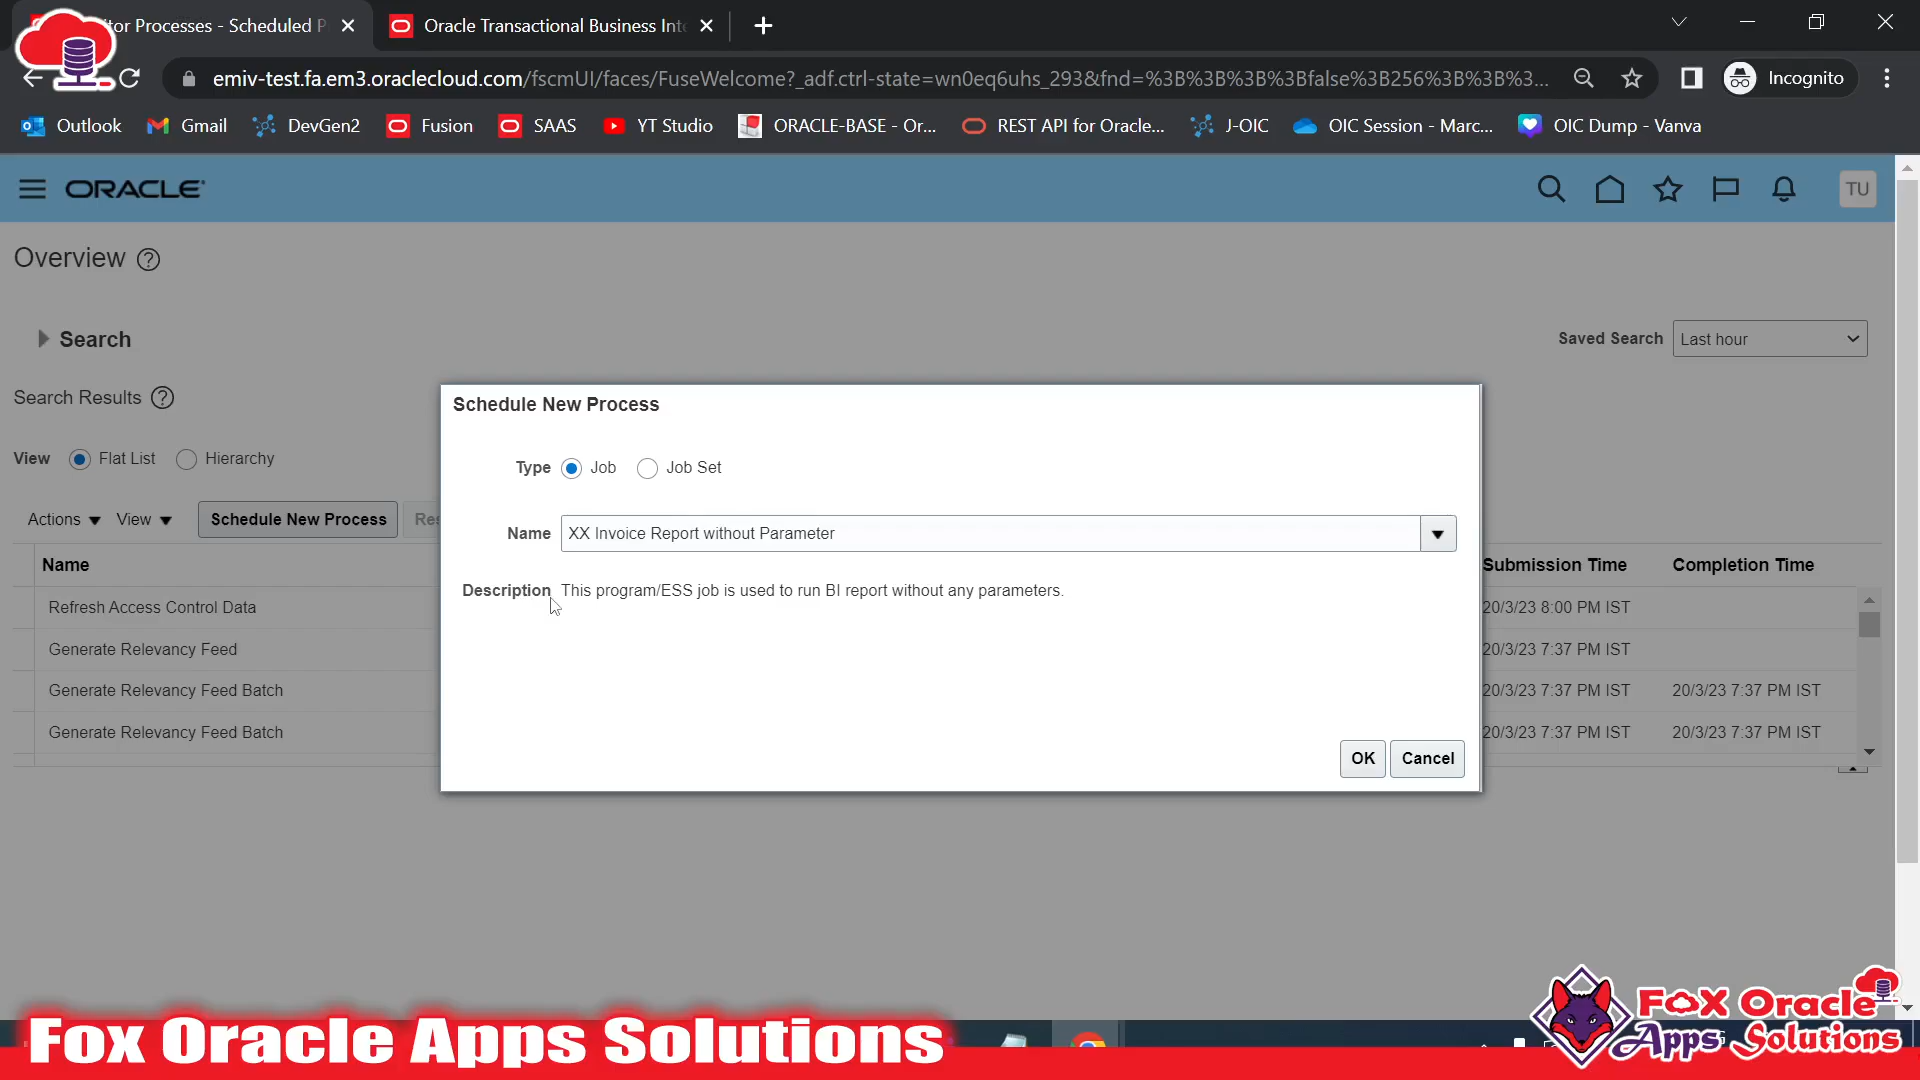 tor Processes - Scheduled P
Oracle Transactional Business Inte
emiv-test.fa.em3.oraclecloud.com/fscmUI/faces/FuseWelcome?_adf.ctrl-state=wn0eq6uhs_293&fnd=%3B%3B%3B%3Bfalse%3B256%3B%3B%3...
Incognito
Outlook
Gmail
DevGen2
Fusion
SAAS
YT Studio
ORACLE-BASE - Or...
REST API for Oracle...
J-OIC
OIC Session - Marc...
OIC Dump - Vanva
ORACLE
TU
Overview
Search
Saved Search Last hour
Search Results
View Flat List Hierarchy
Actions View Schedule New Process Res
Name Submission Time Completion Time
Refresh Access Control Data 20/3/23 8:00 PM IST
Generate Relevancy Feed 20/3/23 7:37 PM IST
Generate Relevancy Feed Batch 20/3/23 7:37 PM IST 20/3/23 7:37 PM IST
Generate Relevancy Feed Batch 20/3/23 7:37 PM IST 20/3/23 7:37 PM IST
Schedule New Process
Type Job Job Set
Name XX Invoice Report without Parameter
Description This program/ESS job is used to run BI report without any parameters.
OK Cancel
Fox Oracle Apps Solutions
Fox Oracle
Apps Solutions